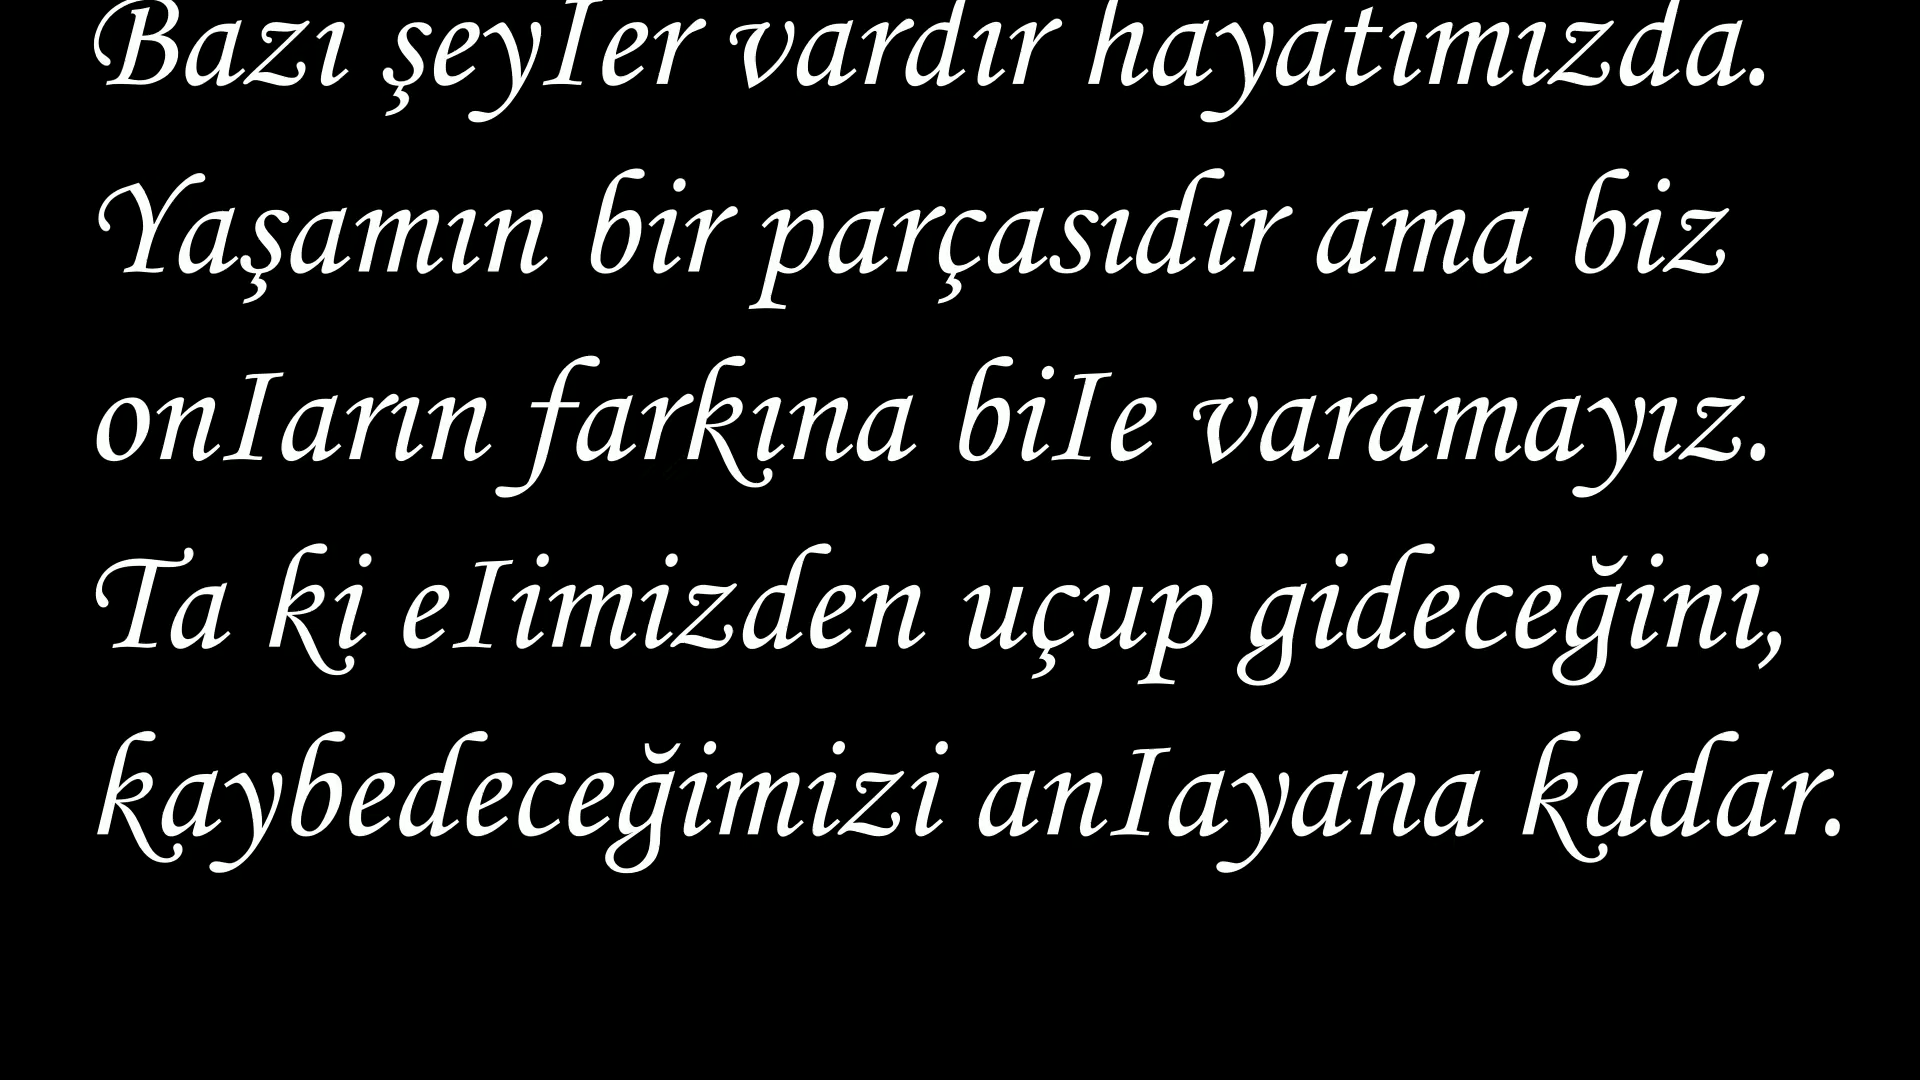 Bazı şeyIer vardır hayatımızda.
Yaşamın bir parçasıdır ama biz
onIarın farkına biIe varamayız.
Ta ki eIimizden uçup gideceğini,
kaybedeceğimizi anIayana kadar.